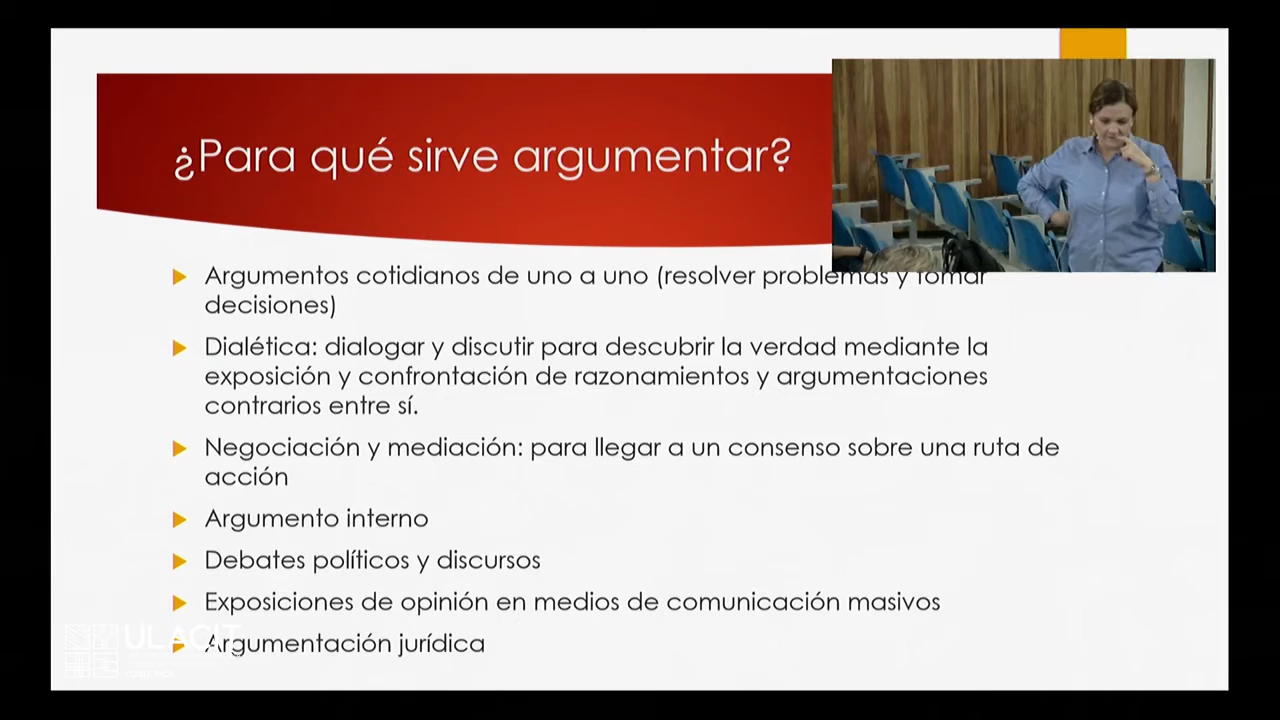 ¿Para qué sirve argumentar?
Argumentos cotidianos de uno a uno (resolver problemas y tomar
decisiones)
Dialética: dialogar y discutir para descubrir la verdad mediante la
exposición y confrontación de razonamientos y argumentaciones
contrarios entre sí.
Negociación y mediación: para llegar a un consenso sobre una ruta de
acción
Argumento interno
Debates políticos y discursos
Exposiciones de opinión en medios de comunicación masivos
ULACIT
Argumentación jurídica